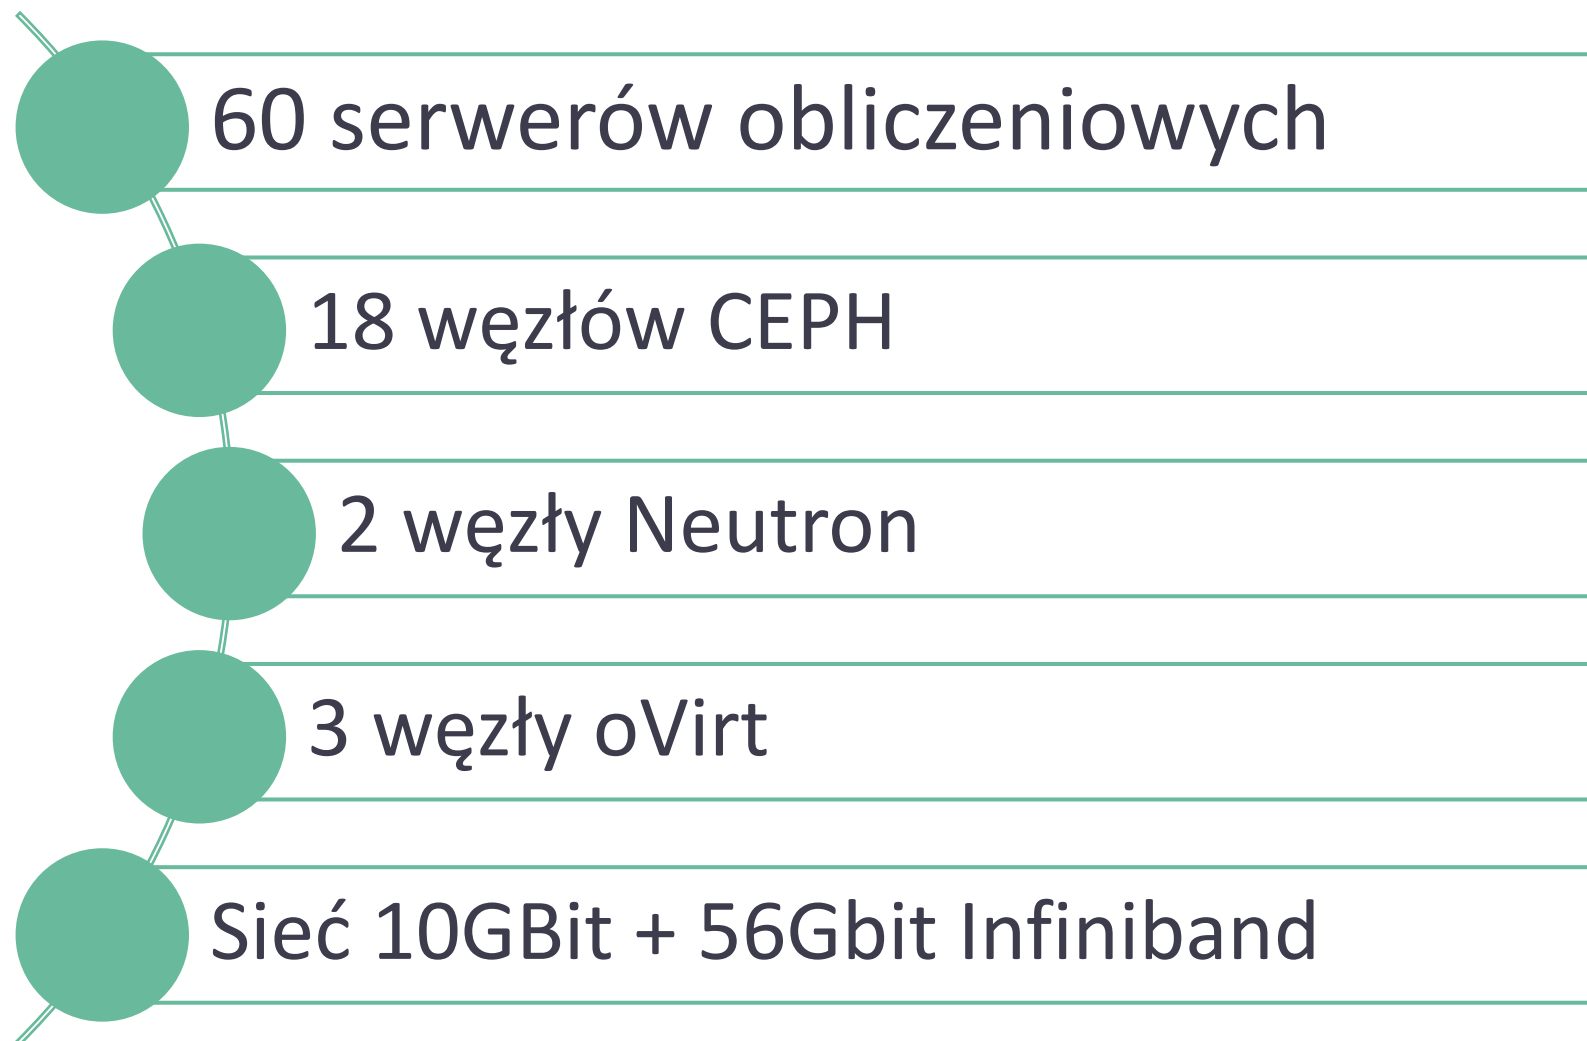 60 serwerów obliczeniowych
18 węzłów CEPH
2 węzły Neutron
3 węzły oVirt
Sieć 10GBit + 56Gbit Infiniband